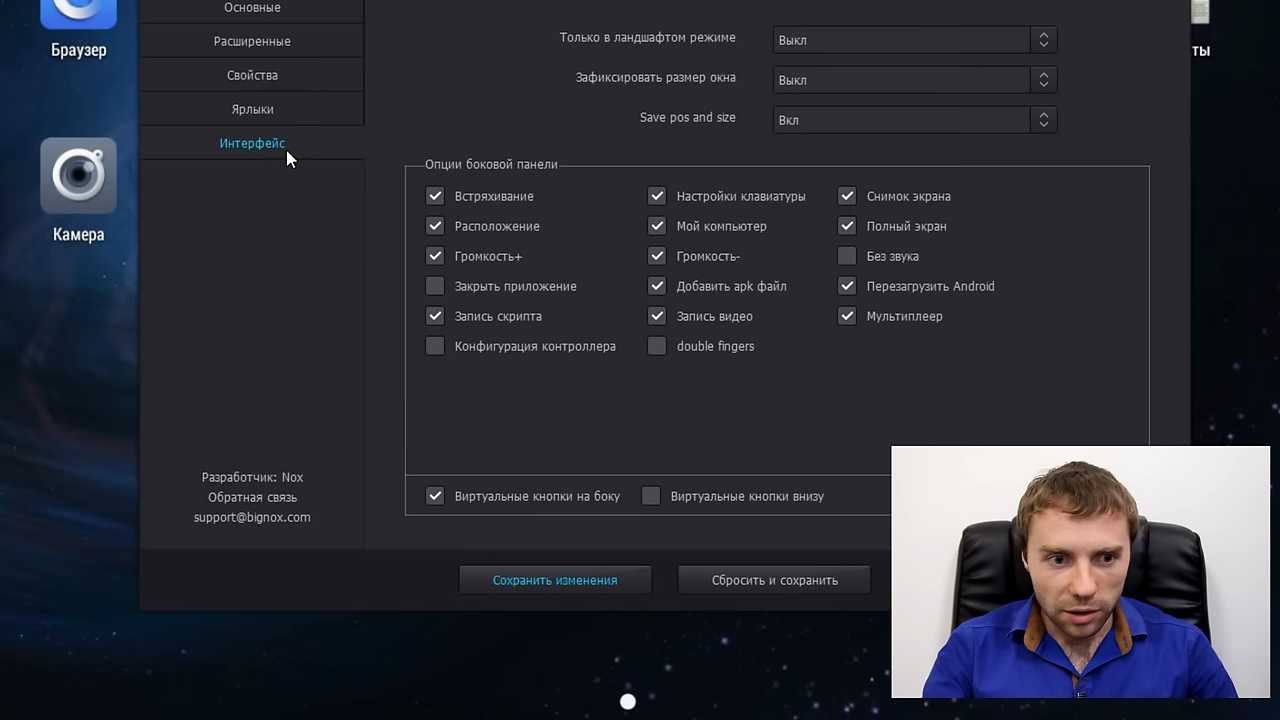 Браузер
ты
Камера
Основные
Расширенные
Свойства
Ярлыки
Интерфейс
Разработчик: Nox
Обратная связь
support@bignox.com
Только в ландшафтом режиме Выкл
Зафиксировать размер окна Выкл
Save pos and size Вкл
Опции боковой панели
Встряхивание Настройки клавиатуры Снимок экрана
Расположение Мой компьютер Полный экран
Громкость+ Громкость- Без звука
Закрыть приложение Добавить apk файл Перезагрузить Android
Запись скрипта Запись видео Мультиплеер
Конфигурация контроллера double fingers
Виртуальные кнопки на боку Виртуальные кнопки внизу
Сохранить изменения Сбросить и сохранить